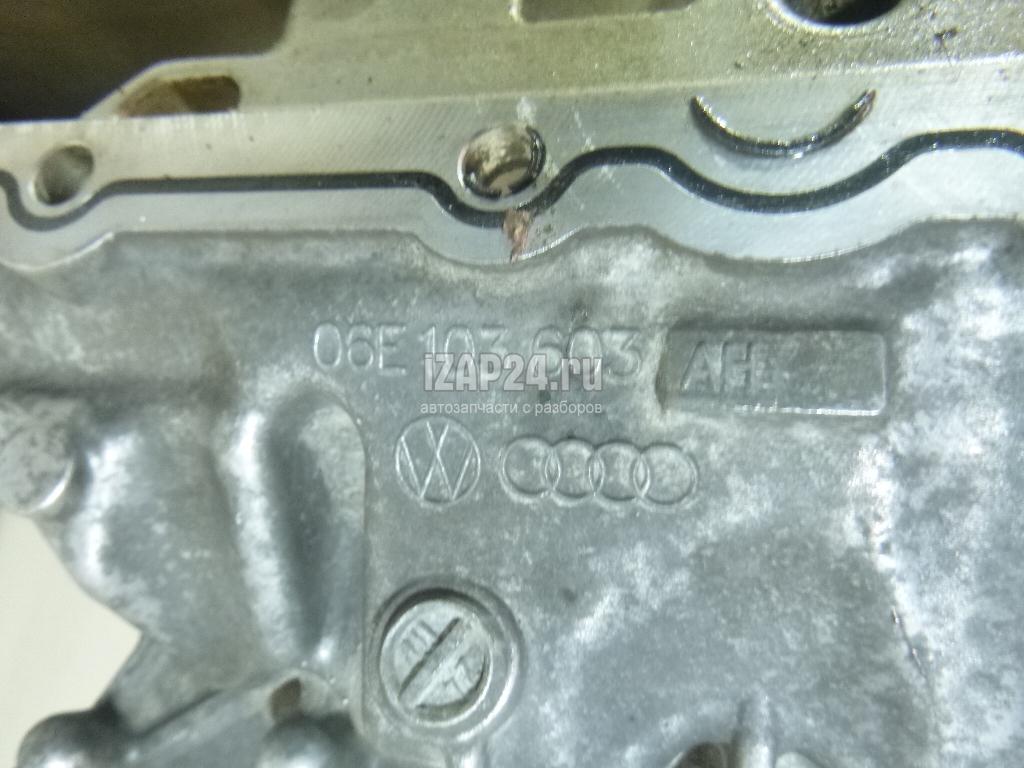 06E 103 603
iZAP24.ru
автозапчасти с разборов